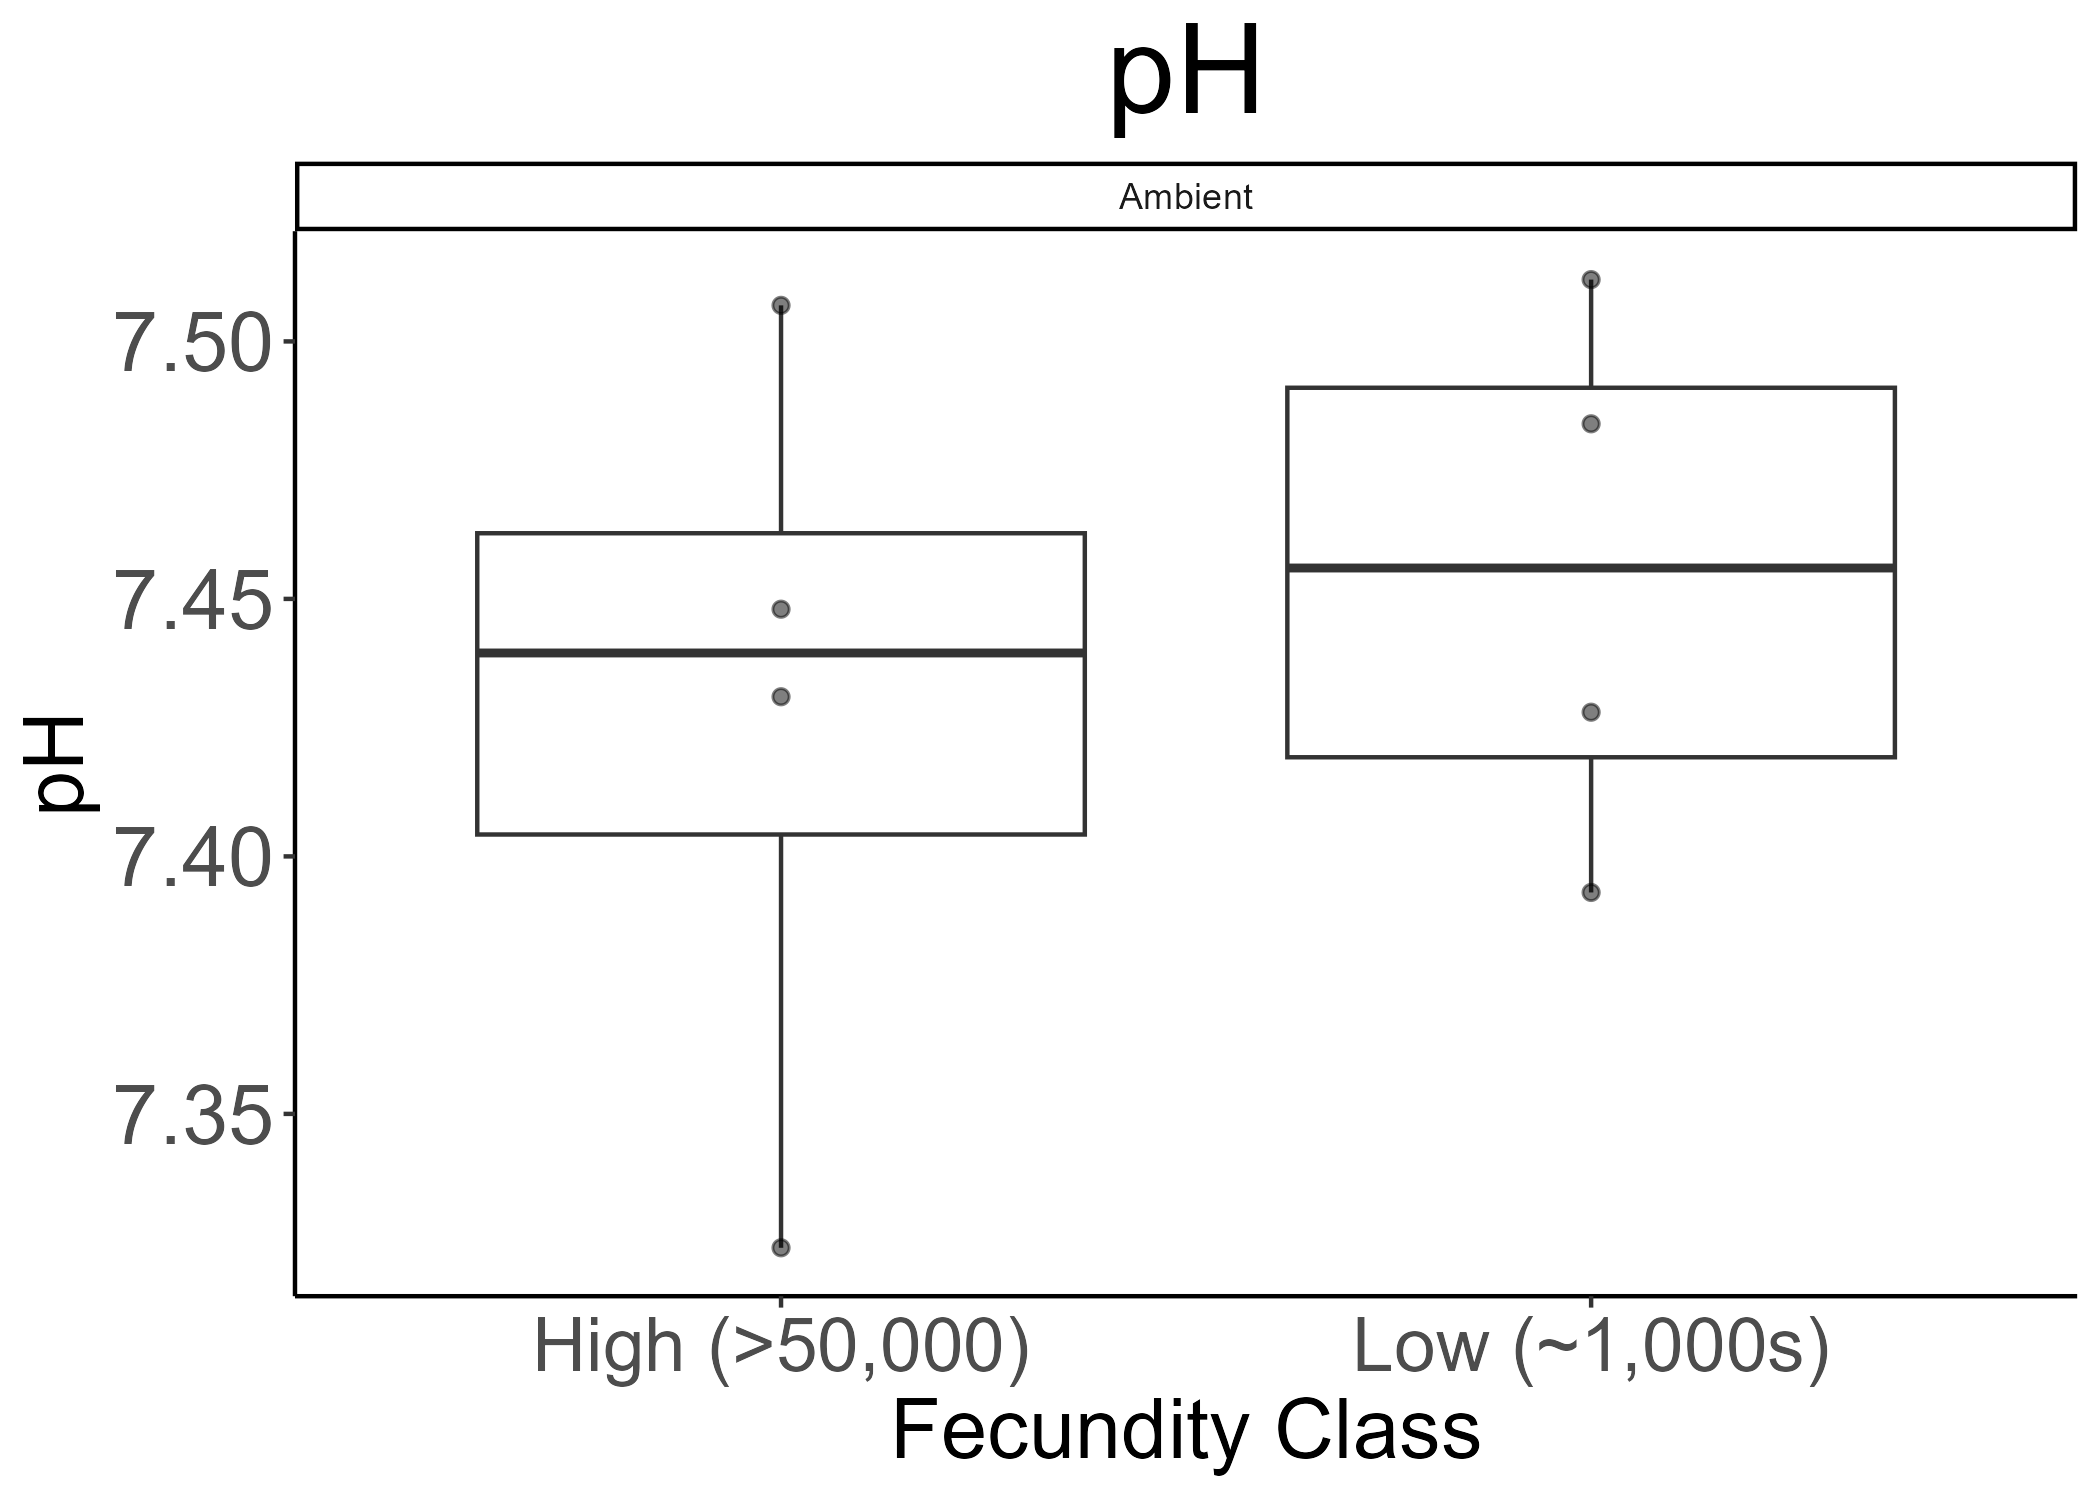 pH
Ambient
7.50
7.45
7.40
7.35
pH
High (>50,000)
Low (~1,000s)
Fecundity Class